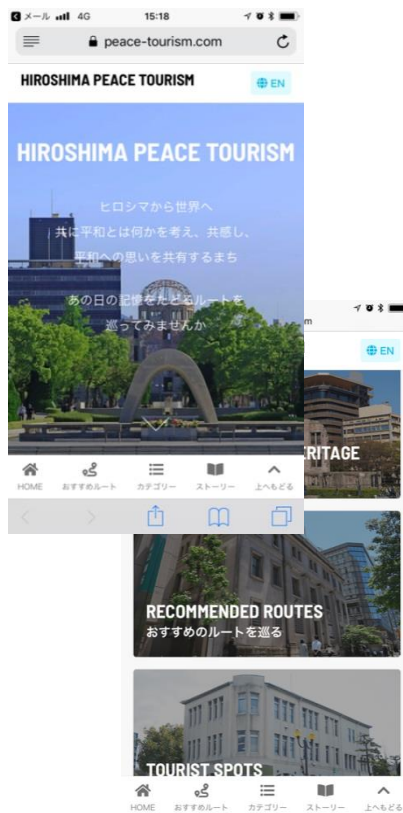 メール 4G 15:18
peace-tourism.com
HIROSHIMA PEACE TOURISM
EN
HIROSHIMA PEACE TOURISM
ヒロシマから世界へ
共に平和とは何かを考え、共感し、
平和への思いを共有するまち
あの日の記憶をたどるルートを
巡ってみませんか
HOME おすすめルート カテゴリー ストーリー 上へもどる
m
EN
RITAGE
RECOMMENDED ROUTES
おすすめのルートを巡る
TOURIST SPOTS
HOME おすすめルート カテゴリー ストーリー 上へもどる